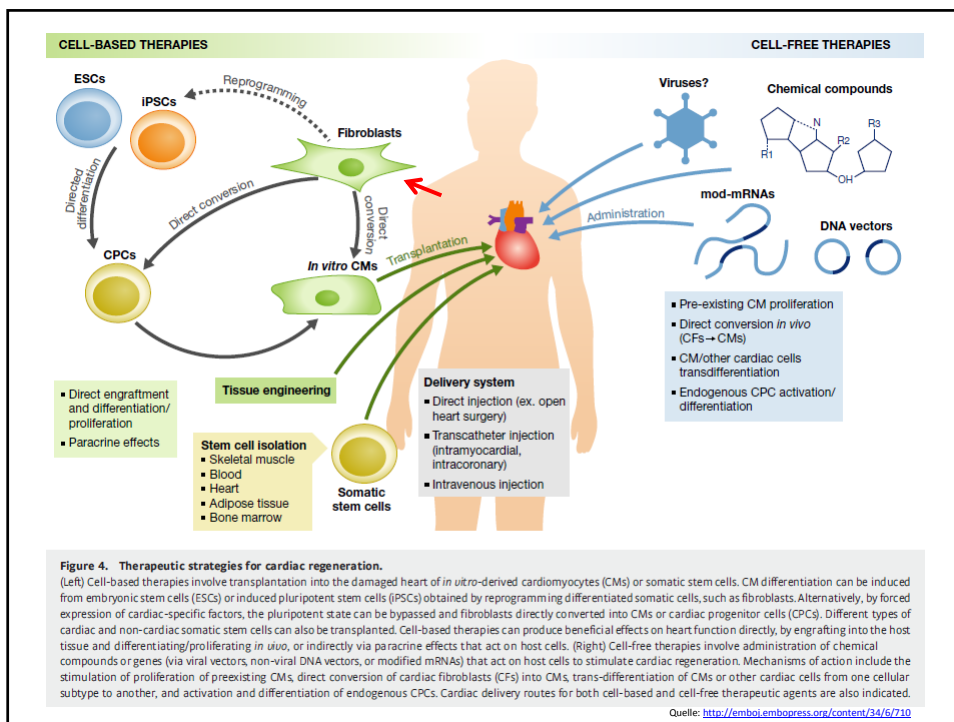 CELL-BASED THERAPIES
CELL-FREE THERAPIES
ESCs
iPSCs
Reprogramming
Fibroblasts
Directed
differentiation
Direct conversion
Direct
conversion
CPCs
In vitro CMs
Transplantation
Viruses?
Chemical compounds
N
R3
R1
R2
OH
mod-mRNAs
Administration
DNA vectors
▪ Pre-existing CM proliferation
▪ Direct conversion in vivo
(CFs→CMs)
▪ CM/other cardiac cells
transdifferentiation
▪ Endogenous CPC activation/
differentiation
▪ Direct engraftment
and differentiation/
proliferation
▪ Paracrine effects
Tissue engineering
Stem cell isolation
▪ Skeletal muscle
▪ Blood
▪ Heart
▪ Adipose tissue
▪ Bone marrow
Somatic
stem cells
Delivery system
▪ Direct injection (ex. open
heart surgery)
▪ Transcatheter injection
(intramyocardial,
intracoronary)
▪ Intravenous injection
Figure 4. Therapeutic strategies for cardiac regeneration.
(Left) Cell-based therapies involve transplantation into the damaged heart of in vitro-derived cardiomyocytes (CMs) or somatic stem cells. CM differentiation can be induced
from embryonic stem cells (ESCs) or induced pluripotent stem cells (iPSCs) obtained by reprogramming differentiated somatic cells, such as fibroblasts. Alternatively, by forced
expression of cardiac-specific factors, the pluripotent state can be bypassed and fibroblasts directly converted into CMs or cardiac progenitor cells (CPCs). Different types of
cardiac and non-cardiac somatic stem cells can also be transplanted. Cell-based therapies can produce beneficial effects on heart function directly, by engrafting into the host
tissue and differentiating/proliferating in vivo, or indirectly via paracrine effects that act on host cells. (Right) Cell-free therapies involve administration of chemical
compounds or genes (via viral vectors, non-viral DNA vectors, or modified mRNAs) that act on host cells to stimulate cardiac regeneration. Mechanisms of action include the
stimulation of proliferation of preexisting CMs, direct conversion of cardiac fibroblasts (CFs) into CMs, trans-differentiation of CMs or other cardiac cells from one cellular
subtype to another, and activation and differentiation of endogenous CPCs. Cardiac delivery routes for both cell-based and cell-free therapeutic agents are also indicated.
Quelle: http://emboj.embopress.org/content/34/6/710